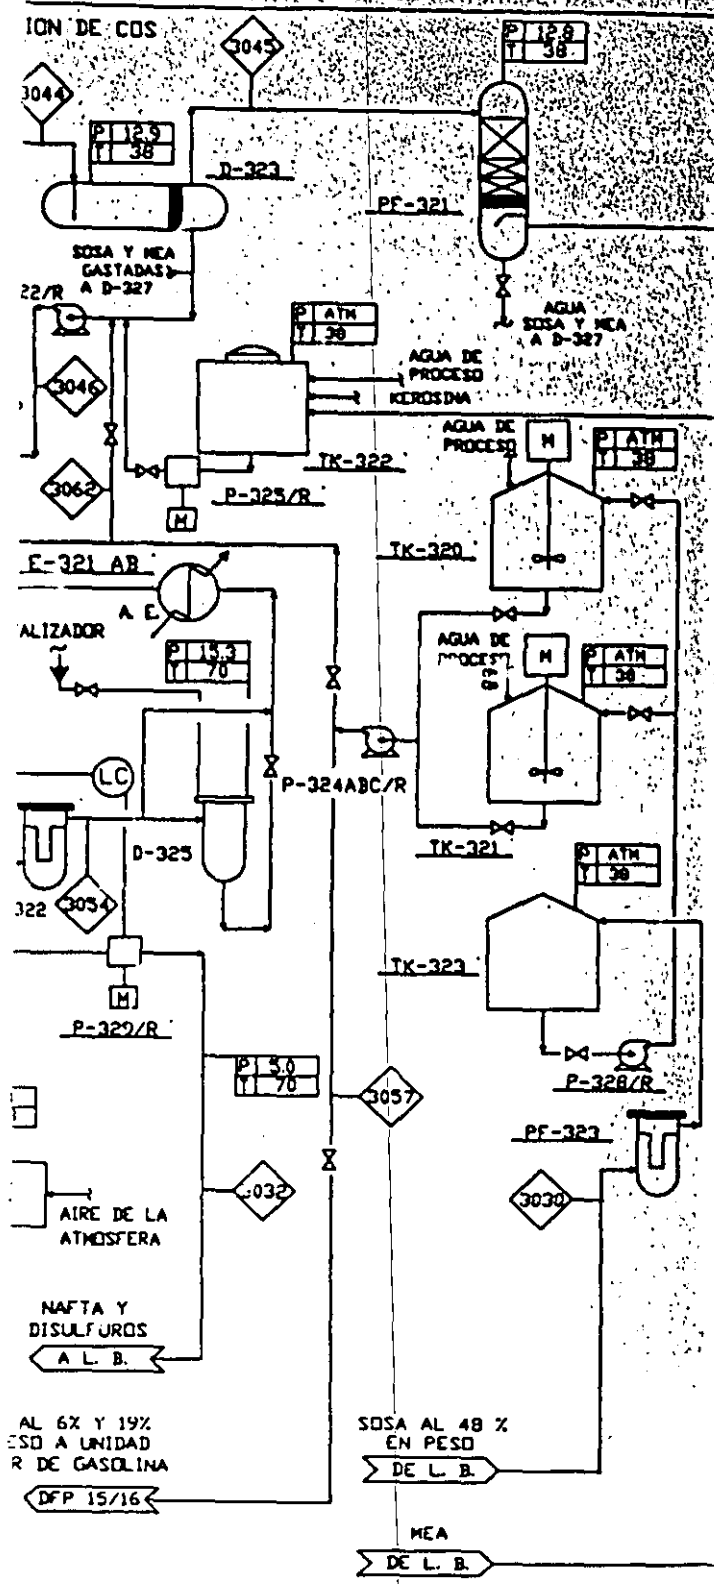 ION DE COS
3045
P 12.8
T 38
3044
P 12.9
T 38
D-323
PF-321
SOSA Y MEA
GASTADAS
A D-327
22/R
P ATM
T 38
AGUA
SOSA Y MEA
A D-327
3046
AGUA DE
PROCESO
KEROSINA
AGUA DE
PROCESO
M
P ATM
T 38
TK-322
3062
P-325/R
M
TK-320
E-321 AB
A. E.
ALIZADOR
P 15.3
T 70
AGUA DE
M
P ATM
T 38
LC
P-324ABC/R
D-325
TK-321
P ATM
T 38
322
3054
TK-323
M
P-329/R
P 5.0
T 70
P-328/R
3057
PF-323
3032
3030
AIRE DE LA
ATMOSFERA
NAFTA Y
DISULFUROS
A L. B.
AL 6% Y 19%
ESO A UNIDAD
R DE GASOLINA
DFP 15/16
SOSA AL 48 %
EN PESO
DE L. B.
MEA
DE L. B.